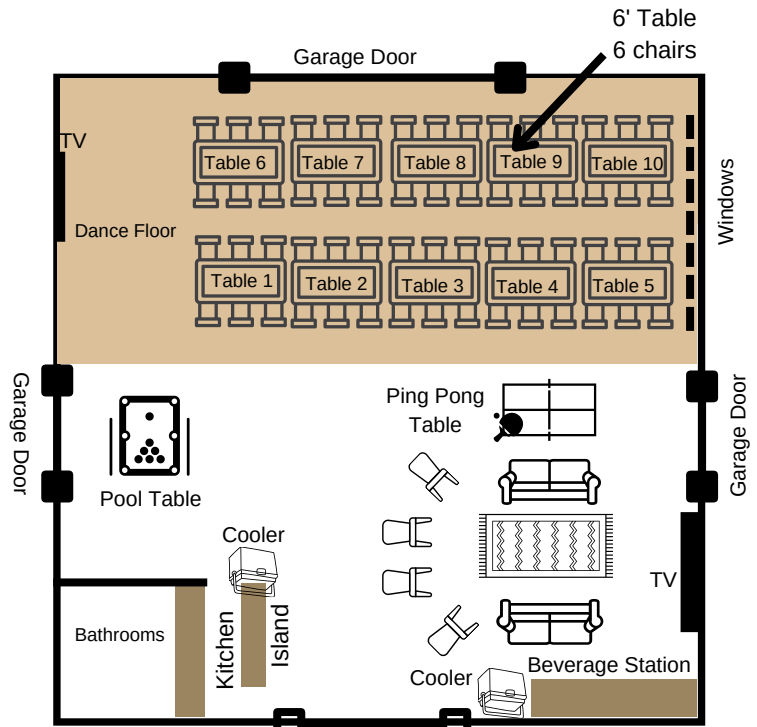 6' Table
6 chairs
Garage Door
TV
Table 6
Table 7
Table 8
Table 9
Table 10
Windows
Dance Floor
Table 1
Table 2
Table 3
Table 4
Table 5
Garage Door
Ping Pong
Table
Garage Door
Pool Table
Cooler
TV
Bathrooms
Kitchen
Island
Cooler
Beverage Station